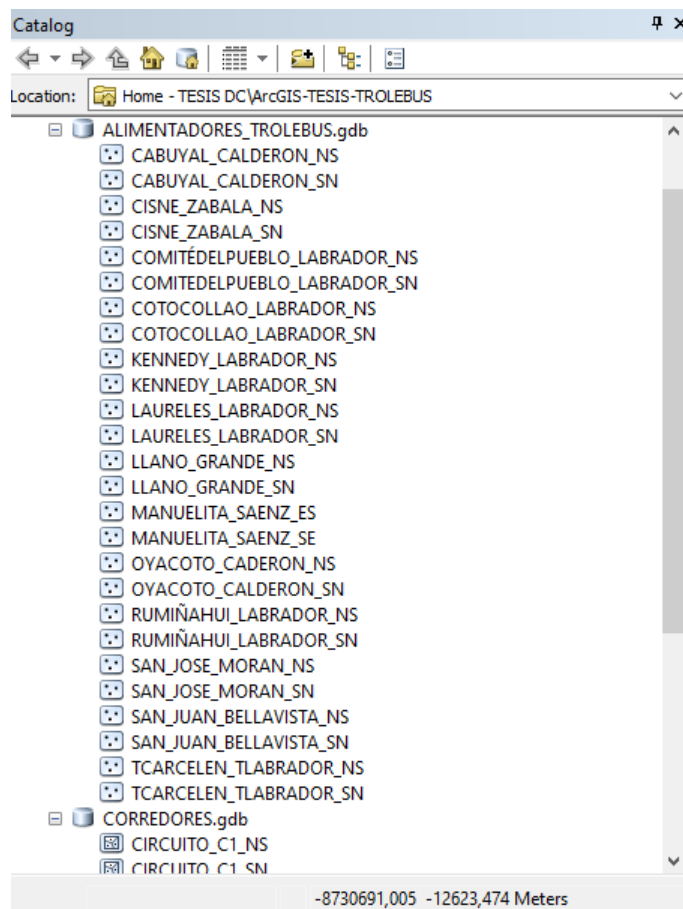 Catalog
Location: Home - TESIS DC\ArcGIS-TESIS-TROLEBUS
ALIMENTADORES_TROLEBUS.gdb
CABUYAL_CALDERON_NS
CABUYAL_CALDERON_SN
CISNE_ZABALA_NS
CISNE_ZABALA_SN
COMITÉDELPUEBLO_LABRADOR_NS
COMITEDELPUEBLO_LABRADOR_SN
COTOCOLLAO_LABRADOR_NS
COTOCOLLAO_LABRADOR_SN
KENNEDY_LABRADOR_NS
KENNEDY_LABRADOR_SN
LAURELES_LABRADOR_NS
LAURELES_LABRADOR_SN
LLANO_GRANDE_NS
LLANO_GRANDE_SN
MANUELITA_SAENZ_ES
MANUELITA_SAENZ_SE
OYACOTO_CADERON_NS
OYACOTO_CALDERON_SN
RUMIÑAHUI_LABRADOR_NS
RUMIÑAHUI_LABRADOR_SN
SAN_JOSE_MORAN_NS
SAN_JOSE_MORAN_SN
SAN_JUAN_BELLAVISTA_NS
SAN_JUAN_BELLAVISTA_SN
TCARCELEN_TLABRADOR_NS
TCARCELEN_TLABRADOR_SN
CORREDORES.gdb
CIRCUITO_C1_NS
CIRCUITO_C1_SN
-8730691,005 -12623,474 Meters